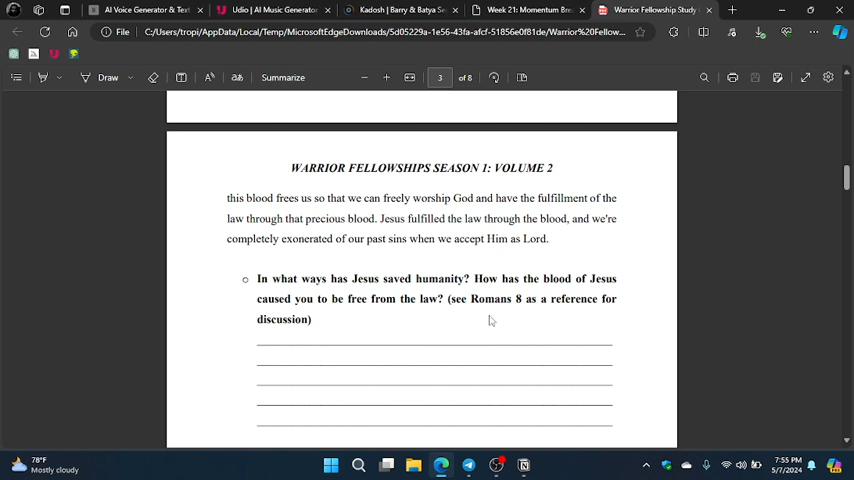 AI Voice Generator & Text
Udio | AI Music Generator
Kadosh | Barry & Batya Se
Week 21: Momentum Bre
Warrior Fellowship Study
File
C:/Users/tropi/AppData/Local/Temp/MicrosoftEdgeDownloads/5d05229a-1e56-43fa-afcf-51856e0f81de/Warrior%20Fellow...
Draw
Summarize
3 of 8
WARRIOR FELLOWSHIPS SEASON 1: VOLUME 2
this blood frees us so that we can freely worship God and have the fulfillment of the
law through that precious blood. Jesus fulfilled the law through the blood, and we're
completely exonerated of our past sins when we accept Him as Lord.
In what ways has Jesus saved humanity? How has the blood of Jesus
caused you to be free from the law? (see Romans 8 as a reference for
discussion)
78°F
Mostly cloudy
7:55 PM
5/7/2024